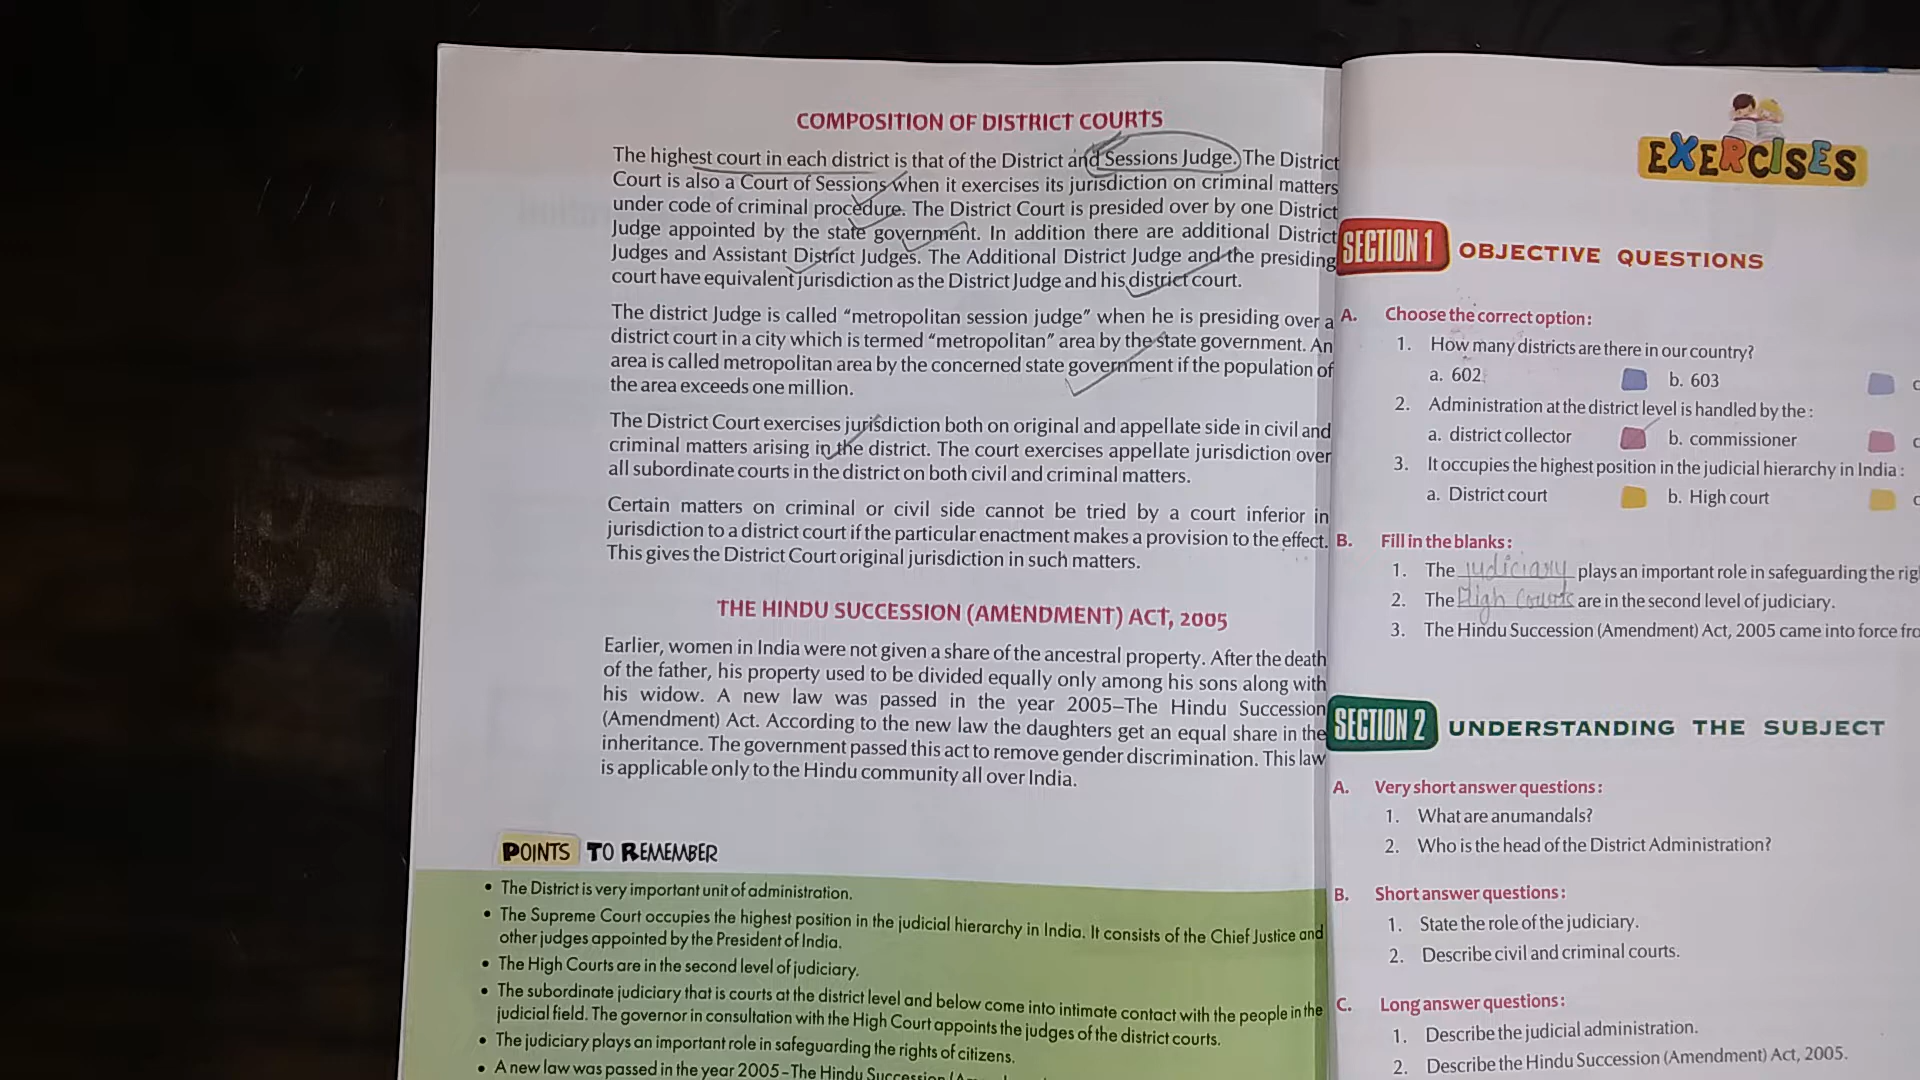 COMPOSITION OF DISTRICT COURTS
The highest court in each district is that of the District and Sessions Judge. The District
Court is also a Court of Sessions when it exercises its jurisdiction on criminal matters
under code of criminal procedure. The District Court is presided over by one District
Judge appointed by the state government. In addition there are additional District
Judges and Assistant District Judges. The Additional District Judge and the presiding
court have equivalent jurisdiction as the District Judge and his district court.
The district Judge is called “metropolitan session judge” when he is presiding over a
district court in a city which is termed “metropolitan” area by the state government. An
area is called metropolitan area by the concerned state government if the population of
the area exceeds one million.
The District Court exercises jurisdiction both on original and appellate side in civil and
criminal matters arising in the district. The court exercises appellate jurisdiction over
all subordinate courts in the district on both civil and criminal matters.
Certain matters on criminal or civil side cannot be tried by a court inferior in
jurisdiction to a district court if the particular enactment makes a provision to the effect.
This gives the District Court original jurisdiction in such matters.
THE HINDU SUCCESSION (AMENDMENT) ACT, 2005
Earlier, women in India were not given a share of the ancestral property. After the death
of the father, his property used to be divided equally only among his sons along with
his widow. A new law was passed in the year 2005–The Hindu Succession
(Amendment) Act. According to the new law the daughters get an equal share in the
inheritance. The government passed this act to remove gender discrimination. This law
is applicable only to the Hindu community all over India.
POINTS TO REMEMBER
• The District is very important unit of administration.
• The Supreme Court occupies the highest position in the judicial hierarchy in India. It consists of the Chief Justice and
other judges appointed by the President of India.
• The High Courts are in the second level of judiciary.
• The subordinate judiciary that is courts at the district level and below come into intimate contact with the people in the
judicial field. The governor in consultation with the High Court appoints the judges of the district courts.
• The judiciary plays an important role in safeguarding the rights of citizens.
• A new law was passed in the year 2005–The Hindu Succession
EXERCISES
SECTION 1 OBJECTIVE QUESTIONS
A. Choose the correct option:
1. How many districts are there in our country?
a. 602 b. 603
2. Administration at the district level is handled by the:
a. district collector b. commissioner
3. It occupies the highest position in the judicial hierarchy in India:
a. District court b. High court
B. Fill in the blanks:
1. The judiciary plays an important role in safeguarding the
2. The High Courts are in the second level of judiciary.
3. The Hindu Succession (Amendment) Act, 2005 came into force
SECTION 2 UNDERSTANDING THE SUBJECT
A. Very short answer questions:
1. What are anumandals?
2. Who is the head of the District Administration?
B. Short answer questions:
1. State the role of the judiciary.
2. Describe civil and criminal courts.
C. Long answer questions:
1. Describe the judicial administration.
2. Describe the Hindu Succession (Amendment) Act, 2005.